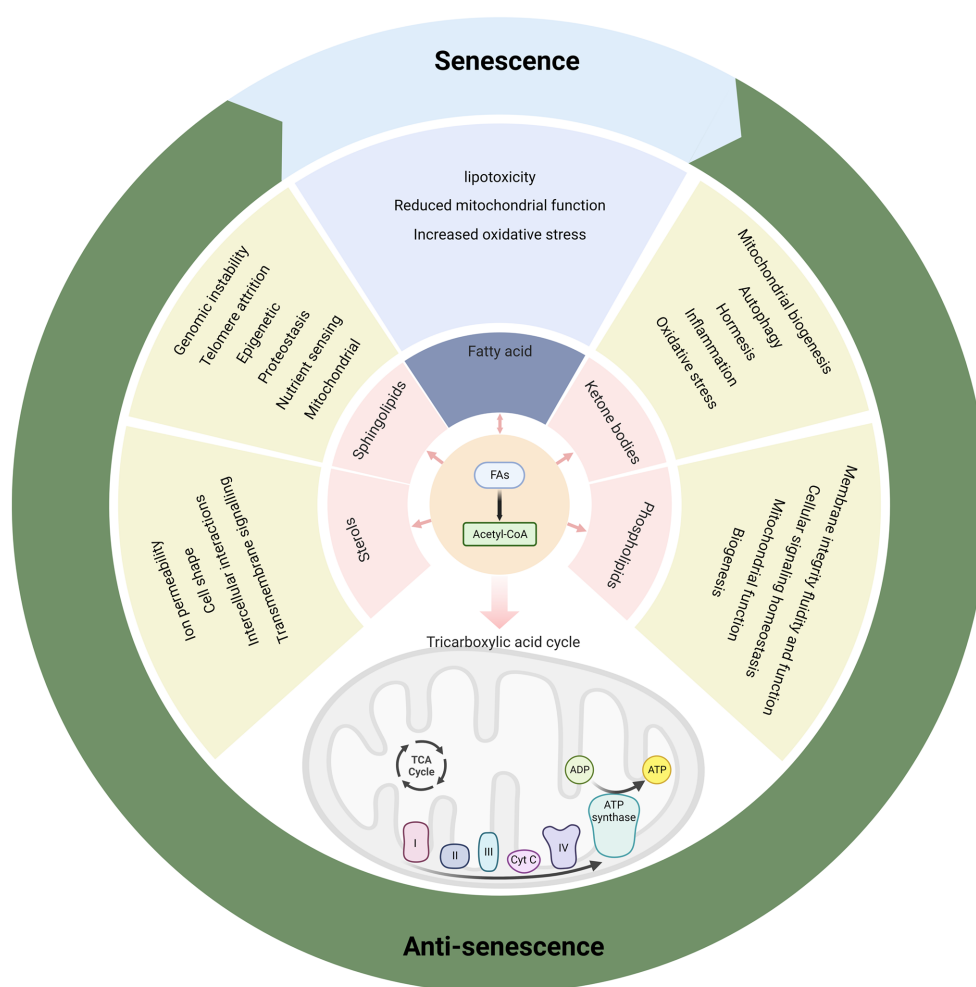 Senescence
lipotoxicity
Reduced mitochondrial function
Increased oxidative stress
Genomic instability
Telomere attrition
Epigenetic
Proteostasis
Nutrient sensing
Mitochondrial
Mitochondrial biogenesis
Autophagy
Hormesis
Inflammation
Oxidative stress
Fatty acid
Sphingolipids
Ketone bodies
Sterols
Phospholipids
FAs
Acetyl-CoA
Ion permeability
Cell shape
Intercellular interactions
Transmembrane signalling
Membrane integrity fluidity and function
Cellular signaling homeostasis
Mitochondrial function
Biogenesis
Tricarboxylic acid cycle
TCA
Cycle
ADP
ATP
ATP
synthase
I
II
III
Cyt C
IV
Anti-senescence